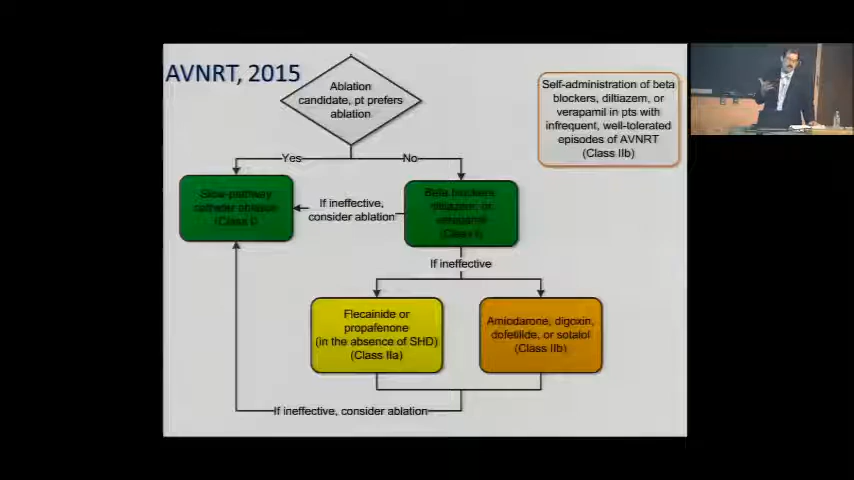 AVNRT, 2015
Ablation
candidate, pt prefers
ablation
Self-administration of beta
blockers, diltiazem, or
verapamil in pts with
infrequent, well-tolerated
episodes of AVNRT
(Class IIb)
Yes
No
Slow-pathway
catheter ablation
(Class I)
If ineffective,
consider ablation
Beta blockers,
diltiazem, or
verapamil
(Class I)
If ineffective
Flecainide or
propafenone
(in the absence of SHD)
(Class IIa)
Amiodarone, digoxin,
dofetilide, or sotalol
(Class IIb)
If ineffective, consider ablation